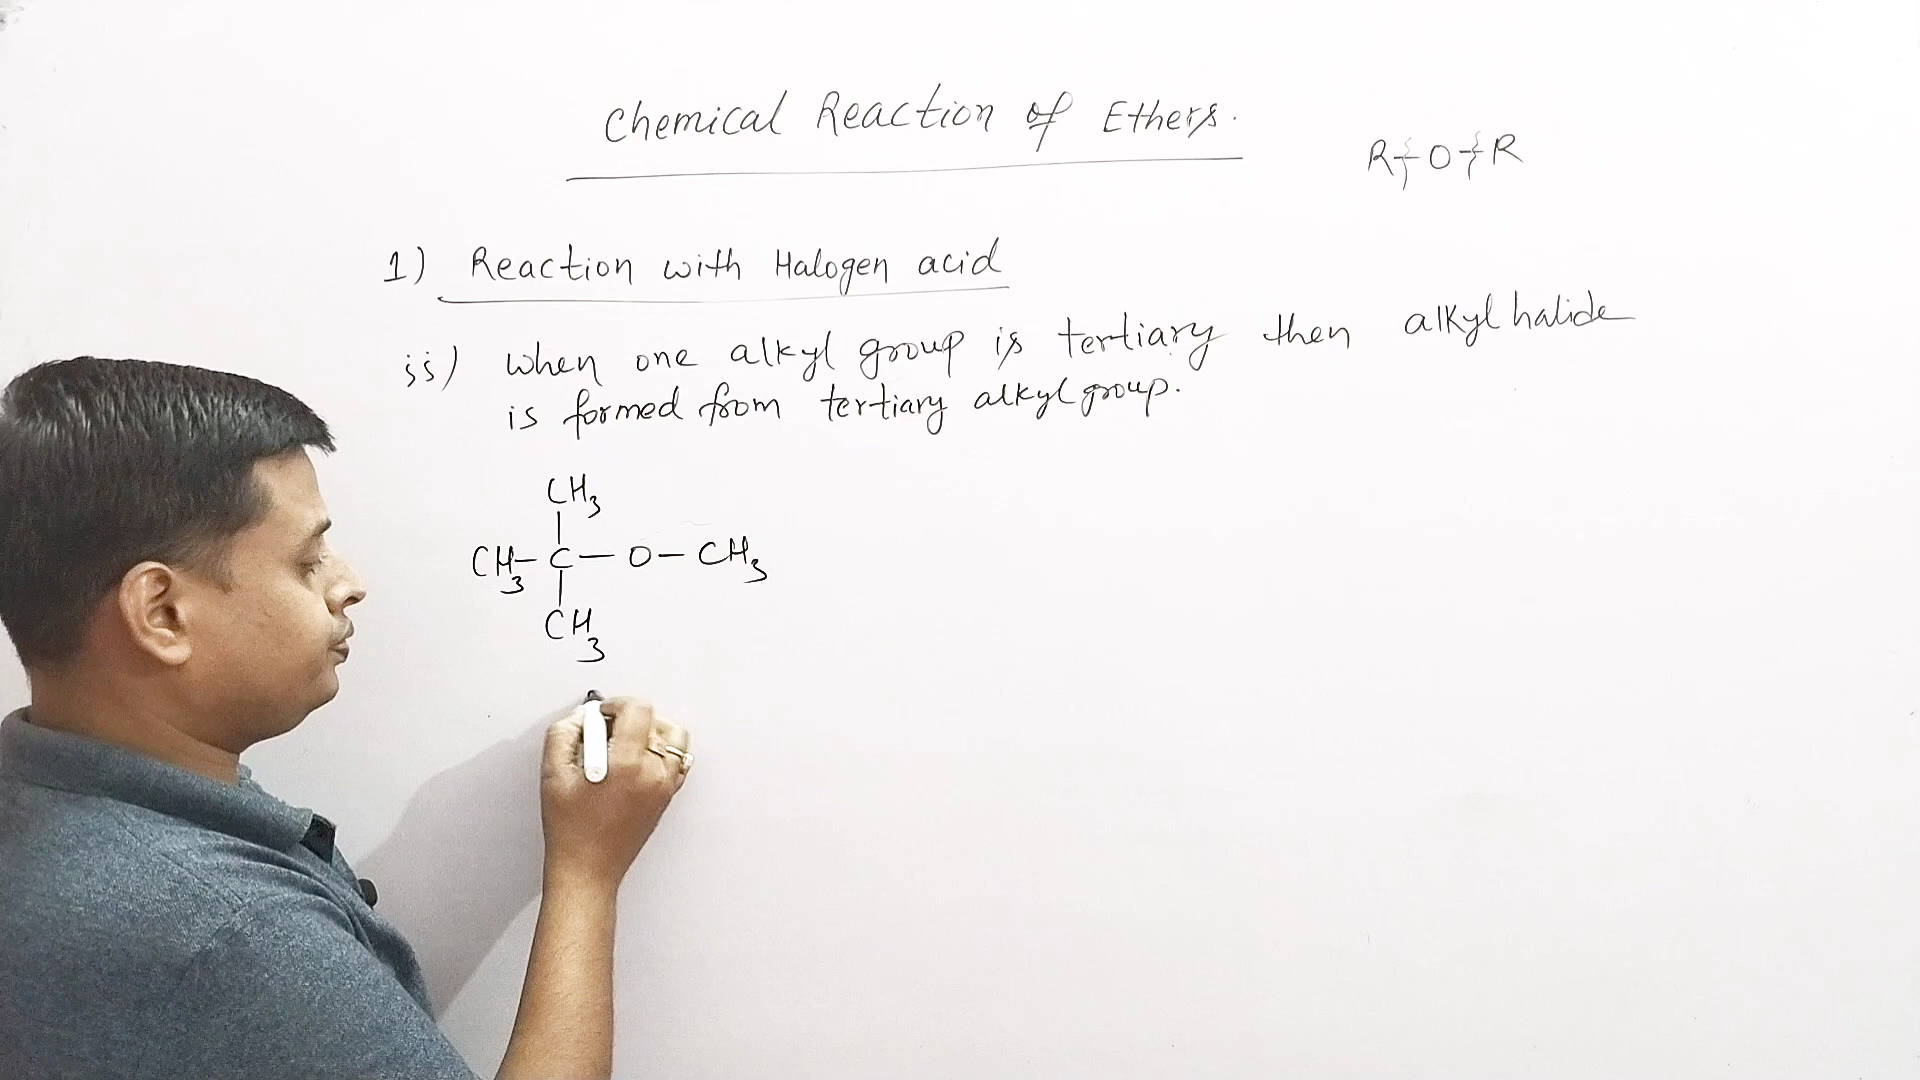 Chemical Reaction of Ethers.
R-O-R
1) Reaction with Halogen acid
ii) when one alkyl group is tertiary then alkyl halide
is formed from tertiary alkyl group.
CH3
CH3-C-O-CH3
CH3